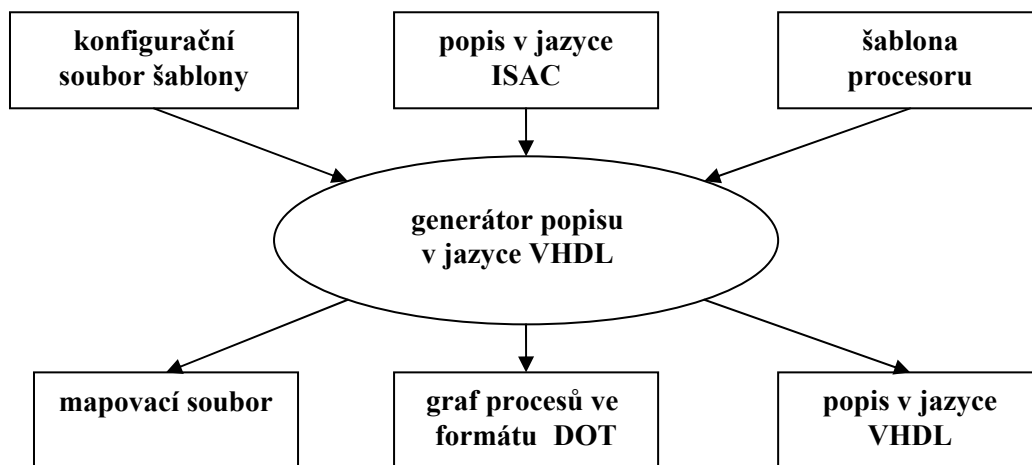 konfigurační
soubor šablony
popis v jazyce
ISAC
šablona
procesoru
generátor popisu
v jazyce VHDL
mapovací soubor
graf procesů ve
formátu DOT
popis v jazyce
VHDL